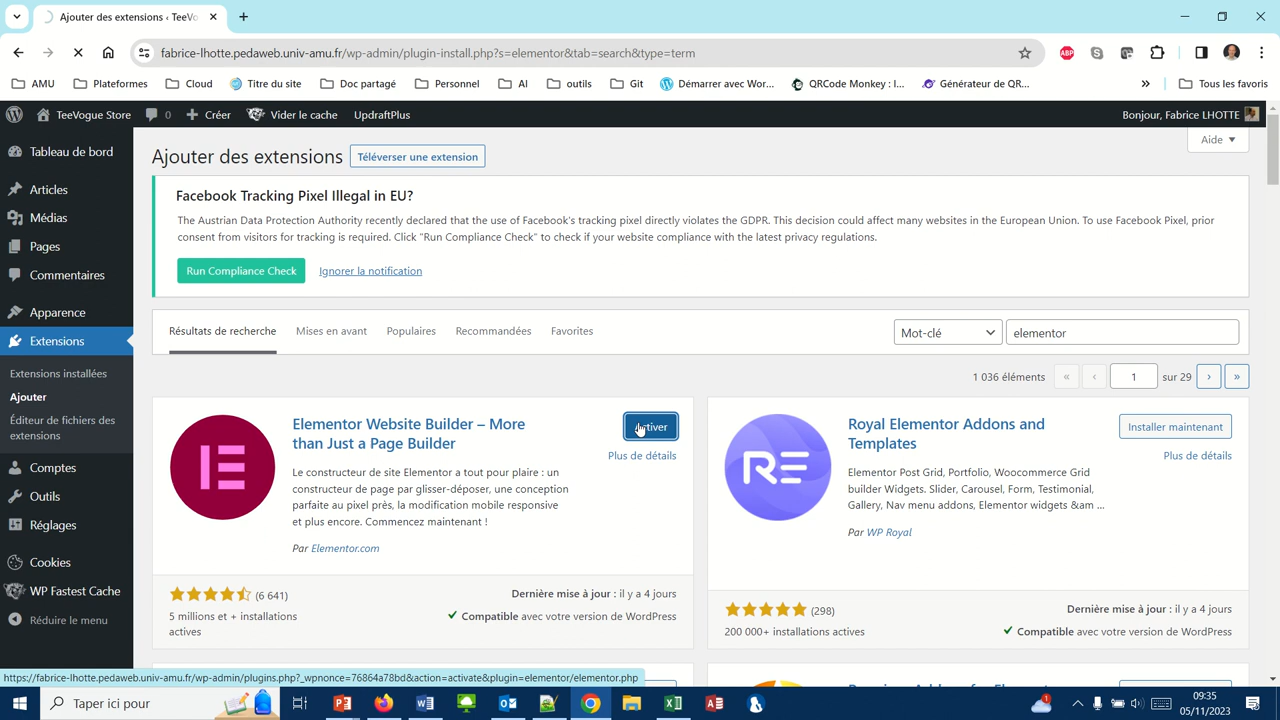 Ajouter des extensions ‹ TeeVo
fabrice-lhotte.pedaweb.univ-amu.fr/wp-admin/plugin-install.php?s=elementor&tab=search&type=term
ABP
AMU
Plateformes
Cloud
Titre du site
Doc partagé
Personnel
AI
outils
Git
Démarrer avec Wor...
QRCode Monkey : l...
Générateur de QR...
»
Tous les favoris
TeeVogue Store
0
Créer
Vider le cache
UpdraftPlus
Bonjour, Fabrice LHOTTE
Tableau de bord
Articles
Médias
Pages
Commentaires
Apparence
Extensions
Extensions installées
Ajouter
Éditeur de fichiers des
extensions
Comptes
Outils
Réglages
Cookies
WP Fastest Cache
Réduire le menu
Aide
Ajouter des extensions
Téléverser une extension
Facebook Tracking Pixel Illegal in EU?
The Austrian Data Protection Authority recently declared that the use of Facebook's tracking pixel directly violates the GDPR. This decision could affect many websites in the European Union. To use Facebook Pixel, prior
consent from visitors for tracking is required. Click "Run Compliance Check" to check if your website compliance with the latest privacy regulations.
Run Compliance Check
Ignorer la notification
Résultats de recherche
Mises en avant
Populaires
Recommandées
Favorites
Mot-clé
elementor
1 036 éléments
«
‹
1
sur 29
›
»
Elementor Website Builder – More
than Just a Page Builder
Plus de détails
Le constructeur de site Elementor a tout pour plaire : un
constructeur de page par glisser-déposer, une conception
parfaite au pixel près, la modification mobile responsive
et plus encore. Commencez maintenant !
Par Elementor.com
(6 641)
5 millions et + installations
actives
Dernière mise à jour : il y a 4 jours
Compatible avec votre version de WordPress
RE
Royal Elementor Addons and
Templates
Installer maintenant
Plus de détails
Elementor Post Grid, Portfolio, Woocommerce Grid
builder Widgets. Slider, Carousel, Form, Testimonial,
Gallery, Nav menu addons, Elementor widgets &am ...
Par WP Royal
(298)
200 000+ installations actives
Dernière mise à jour : il y a 4 jours
Compatible avec votre version de WordPress
https://fabrice-lhotte.pedaweb.univ-amu.fr/wp-admin/plugins.php?_wpnonce=76864a78bd&action=activate&plugin=elementor/elementor.php
Taper ici pour
1
09:35
05/11/2023